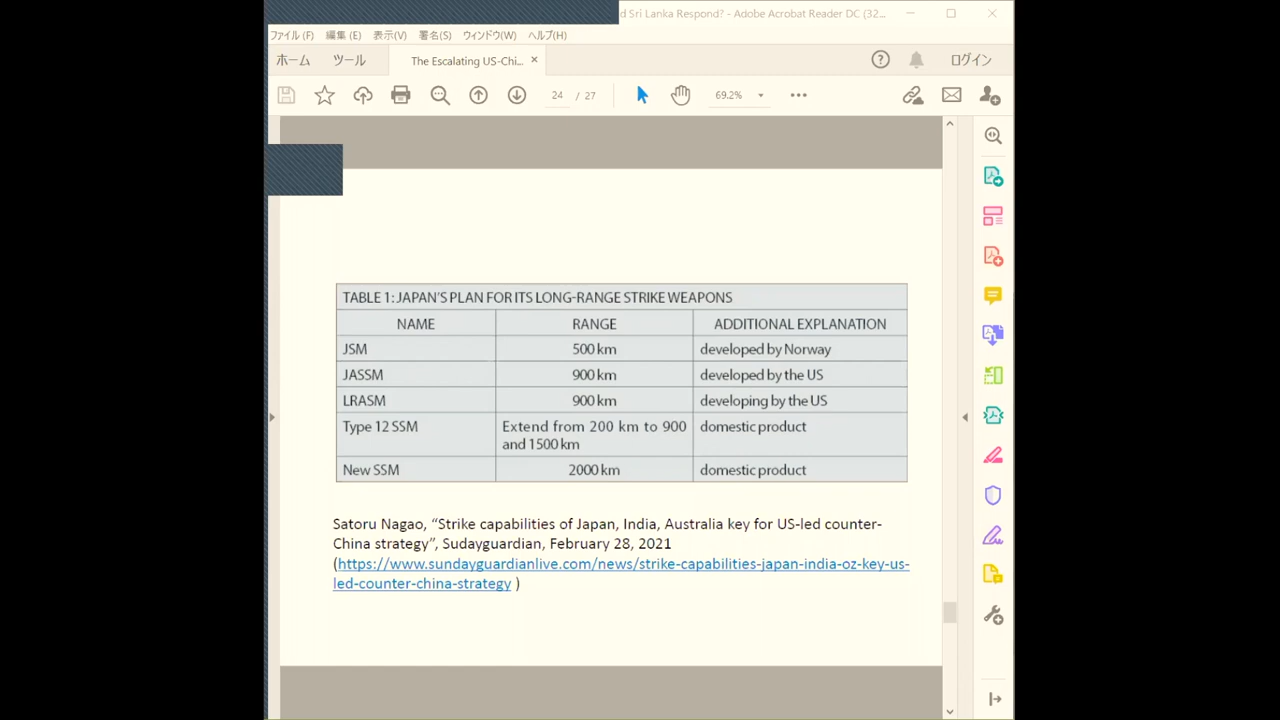 d Sri Lanka Respond? - Adobe Acrobat Reader DC (32...
ファイル (F) 編集 (E) 表示(V) 署名(S) ウィンドウ(W) ヘルプ(H)
ホーム ツール The Escalating US-Chi... ×
ログイン
24 / 27 69.2%
TABLE 1: JAPAN'S PLAN FOR ITS LONG-RANGE STRIKE WEAPONS
NAME RANGE ADDITIONAL EXPLANATION
JSM 500 km developed by Norway
JASSM 900 km developed by the US
LRASM 900 km developing by the US
Type 12 SSM Extend from 200 km to 900 domestic product
and 1500 km
New SSM 2000 km domestic product
Satoru Nagao, “Strike capabilities of Japan, India, Australia key for US-led counter-
China strategy”, Sudayguardian, February 28, 2021
(https://www.sundayguardianlive.com/news/strike-capabilities-japan-india-oz-key-us-
led-counter-china-strategy )